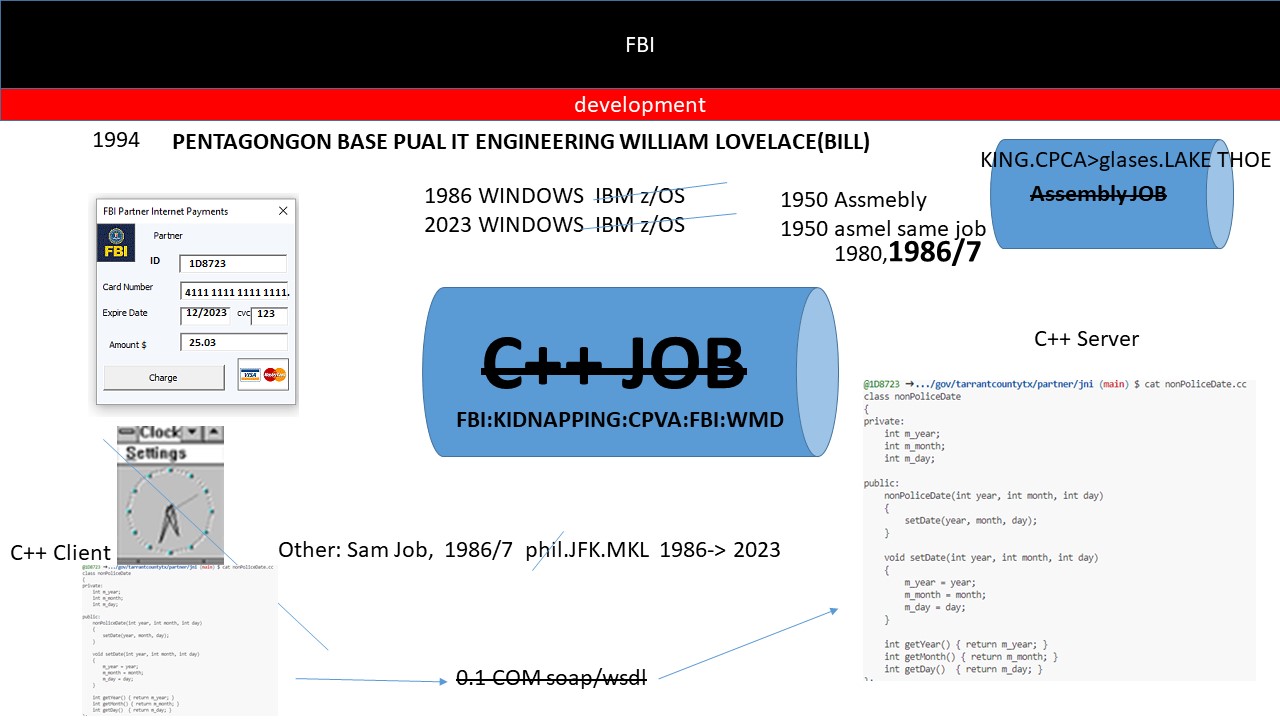 FBI
development
1994
PENTAGONGON BASE PUAL IT ENGINEERING WILLIAM LOVELACE(BILL)
KING.CPCA>glases.LAKE THOE
Assembly JOB
1986 WINDOWS IBM z/OS
2023 WINDOWS IBM z/OS
1950 Assmebly
1950 asmel same job
1980,1986/7
FBI Partner Internet Payments
FBI
Partner
ID
1D8723
Card Number
4111 1111 1111 1111.
Expire Date
12/2023
cvc
123
Amount $
25.03
Charge
VISA
MasterCard
C++ JOB
FBI:KIDNAPPING:CPVA:FBI:WMD
C++ Server
@1D8723 →.../gov/tarrantcountytx/partner/jni (main) $ cat nonPoliceDate.cc
class nonPoliceDate
{
private:
int m_year;
int m_month;
int m_day;
public:
nonPoliceDate(int year, int month, int day)
{
setDate(year, month, day);
}
void setDate(int year, int month, int day)
{
m_year = year;
m_month = month;
m_day = day;
}
int getYear() { return m_year; }
int getMonth() { return m_month; }
int getDay() { return m_day; }
};
Clock
Settings
C++ Client
Other: Sam Job, 1986/7 phil.JFK.MKL 1986-> 2023
@1D8723 →.../gov/tarrantcountytx/partner/jni (main) $ cat nonPoliceDate.cc
class nonPoliceDate
{
private:
int m_year;
int m_month;
int m_day;
public:
nonPoliceDate(int year, int month, int day)
{
setDate(year, month, day);
}
void setDate(int year, int month, int day)
{
m_year = year;
m_month = month;
m_day = day;
}
int getYear() { return m_year; }
int getMonth() { return m_month; }
int getDay() { return m_day; }
0.1 COM soap/wsdl